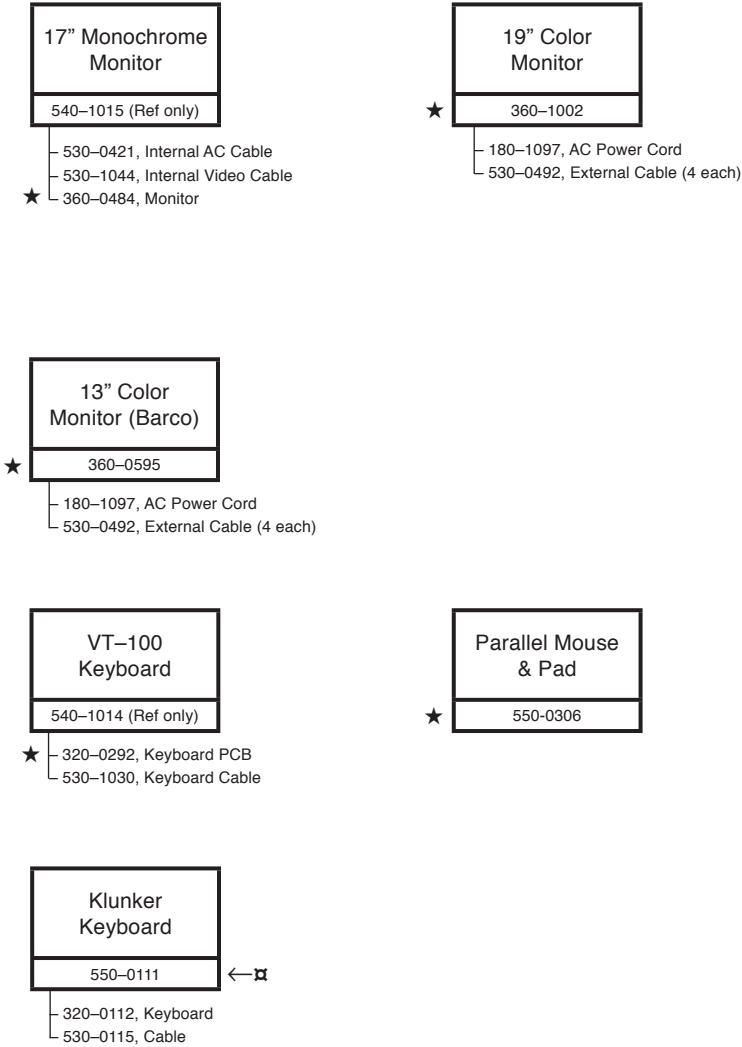 17” Monochrome
Monitor
540–1015 (Ref only)
530–0421, Internal AC Cable
530–1044, Internal Video Cable
★ 360–0484, Monitor
19” Color
Monitor
★ 360–1002
180–1097, AC Power Cord
530–0492, External Cable (4 each)
13” Color
Monitor (Barco)
★ 360–0595
180–1097, AC Power Cord
530–0492, External Cable (4 each)
VT–100
Keyboard
540–1014 (Ref only)
★ 320–0292, Keyboard PCB
530–1030, Keyboard Cable
Parallel Mouse
& Pad
★ 550-0306
Klunker
Keyboard
550–0111 ←¤
320–0112, Keyboard
530–0115, Cable